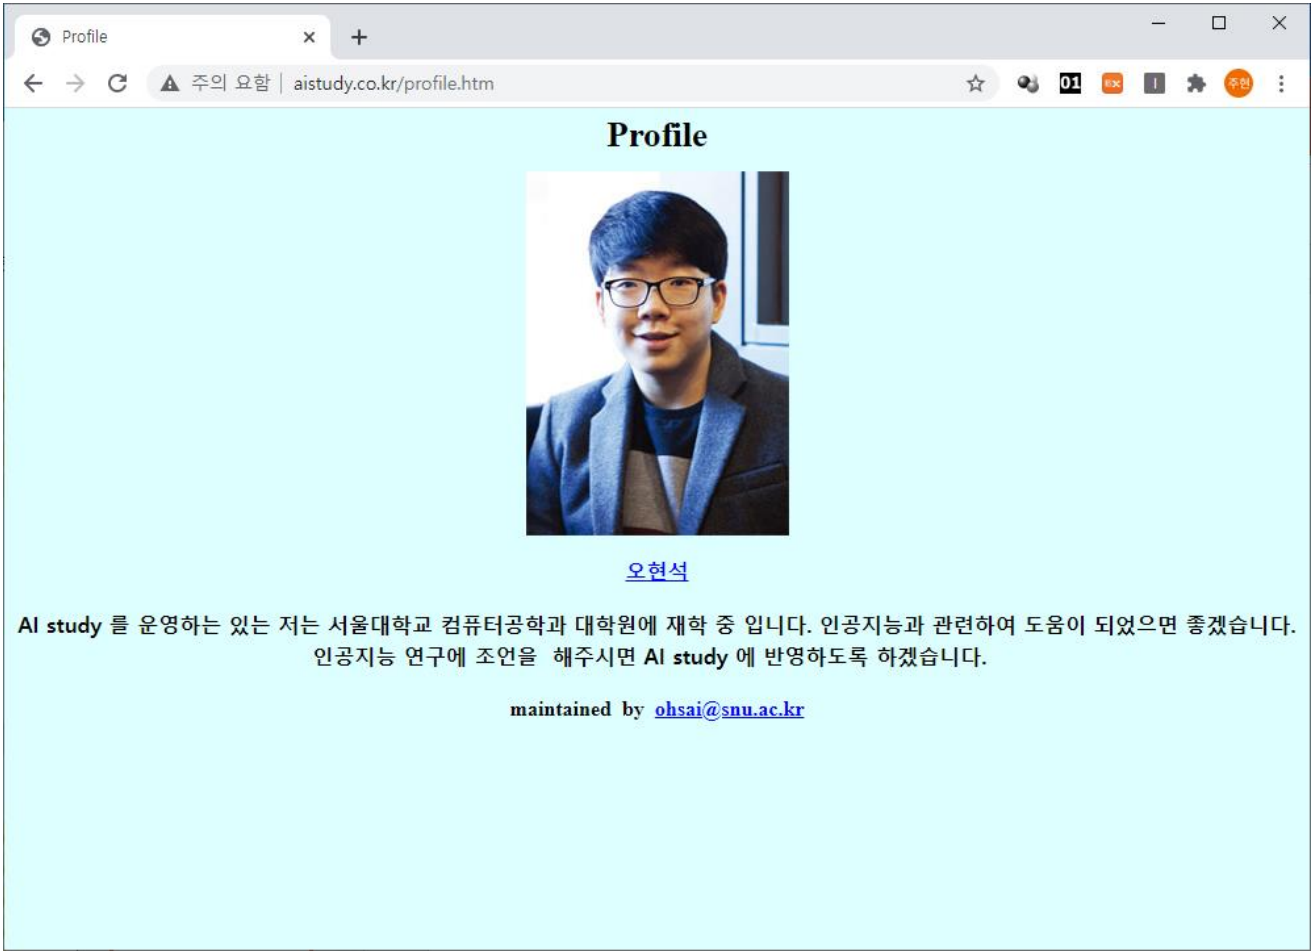 Profile
주의 요함 aistudy.co.kr/profile.htm
01
EX
I
주현
Profile
오현석
AI study 를 운영하는 있는 저는 서울대학교 컴퓨터공학과 대학원에 재학 중 입니다. 인공지능과 관련하여 도움이 되었으면 좋겠습니다.
인공지능 연구에 조언을 해주시면 AI study 에 반영하도록 하겠습니다.
maintained by ohsai@snu.ac.kr